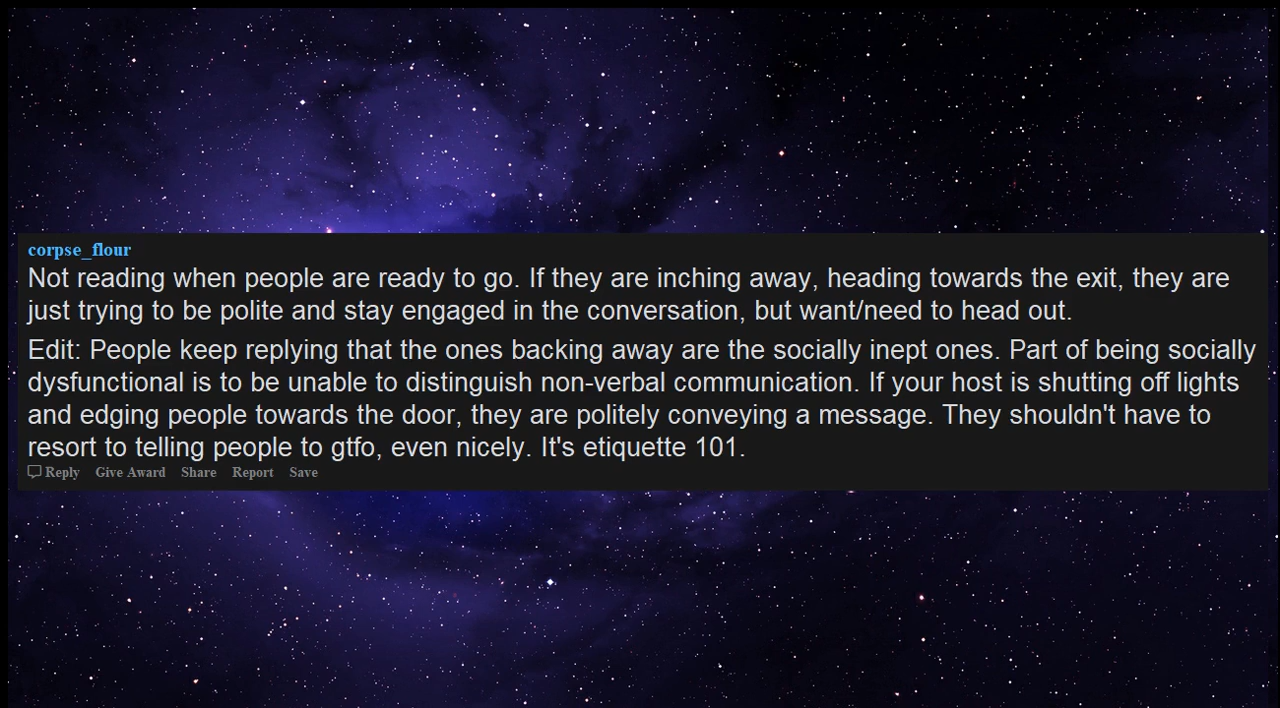 corpse_flour
Not reading when people are ready to go. If they are inching away, heading towards the exit, they are
just trying to be polite and stay engaged in the conversation, but want/need to head out.
Edit: People keep replying that the ones backing away are the socially inept ones. Part of being socially
dysfunctional is to be unable to distinguish non-verbal communication. If your host is shutting off lights
and edging people towards the door, they are politely conveying a message. They shouldn't have to
resort to telling people to gtfo, even nicely. It's etiquette 101.
Reply Give Award Share Report Save